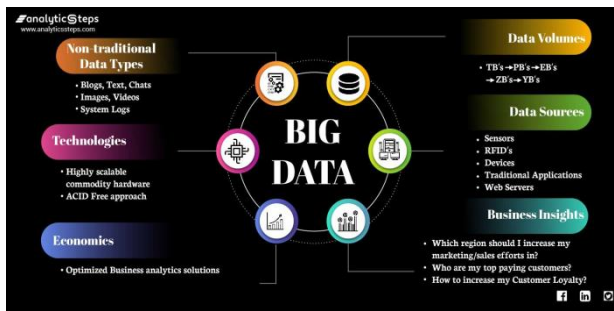 analyticSteps
www.analyticssteps.com
Non-traditional
Data Types
• Blogs, Text, Chats
• Images, Videos
• System Logs
Technologies
• Highly scalable
commodity hardware
• ACID Free approach
Economics
• Optimized Business analytics solutions
BIG
DATA
Data Volumes
• TB's→PB's→EB's
→ZB's→YB's
Data Sources
• Sensors
• RFID's
• Devices
• Traditional Applications
• Web Servers
Business Insights
• Which region should I increase my
marketing/sales efforts in?
• Who are my top paying customers?
• How to increase my Customer Loyalty?